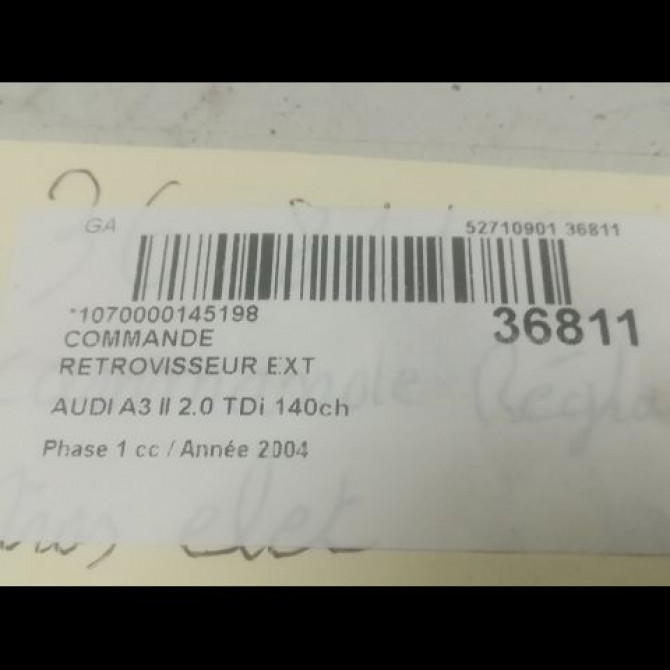 GA 52710901 36811
*1070000145198 36811
COMMANDE
RETROVISSEUR EXT
AUDI A3 II 2.0 TDi 140ch
Phase 1 cc / Année 2004
elet